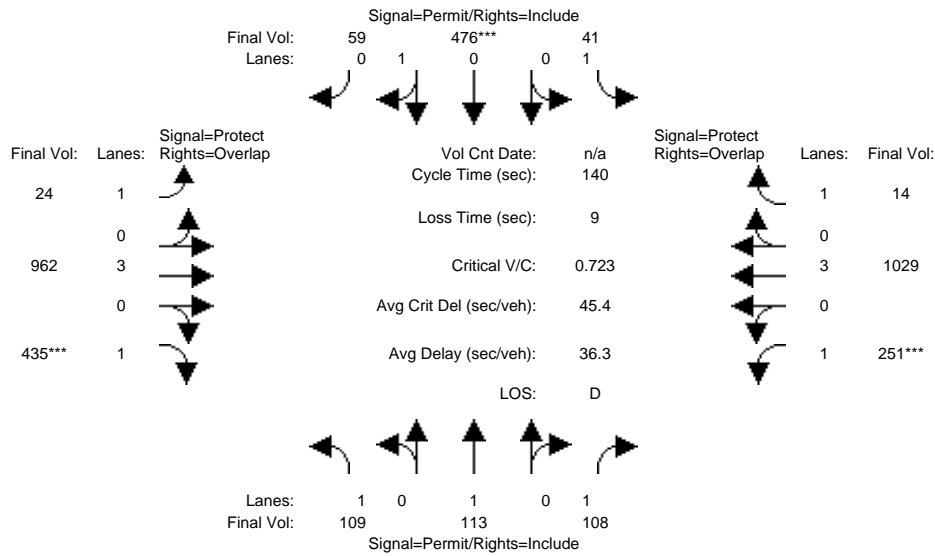 Signal=Permit/Rights=Include
Final Vol: 59 476*** 41
Lanes: 0 1 0 0 1
Signal=Protect
Final Vol: Lanes: Rights=Overlap
Vol Cnt Date: n/a
Signal=Protect
Rights=Overlap Lanes: Final Vol:
Cycle Time (sec): 140
24 1
1 14
Loss Time (sec): 9
0
0
962 3
Critical V/C: 0.723
3 1029
0
Avg Crit Del (sec/veh): 45.4
0
435*** 1
Avg Delay (sec/veh): 36.3
1 251***
LOS: D
Lanes: 1 0 1 0 1
Final Vol: 109 113 108
Signal=Permit/Rights=Include